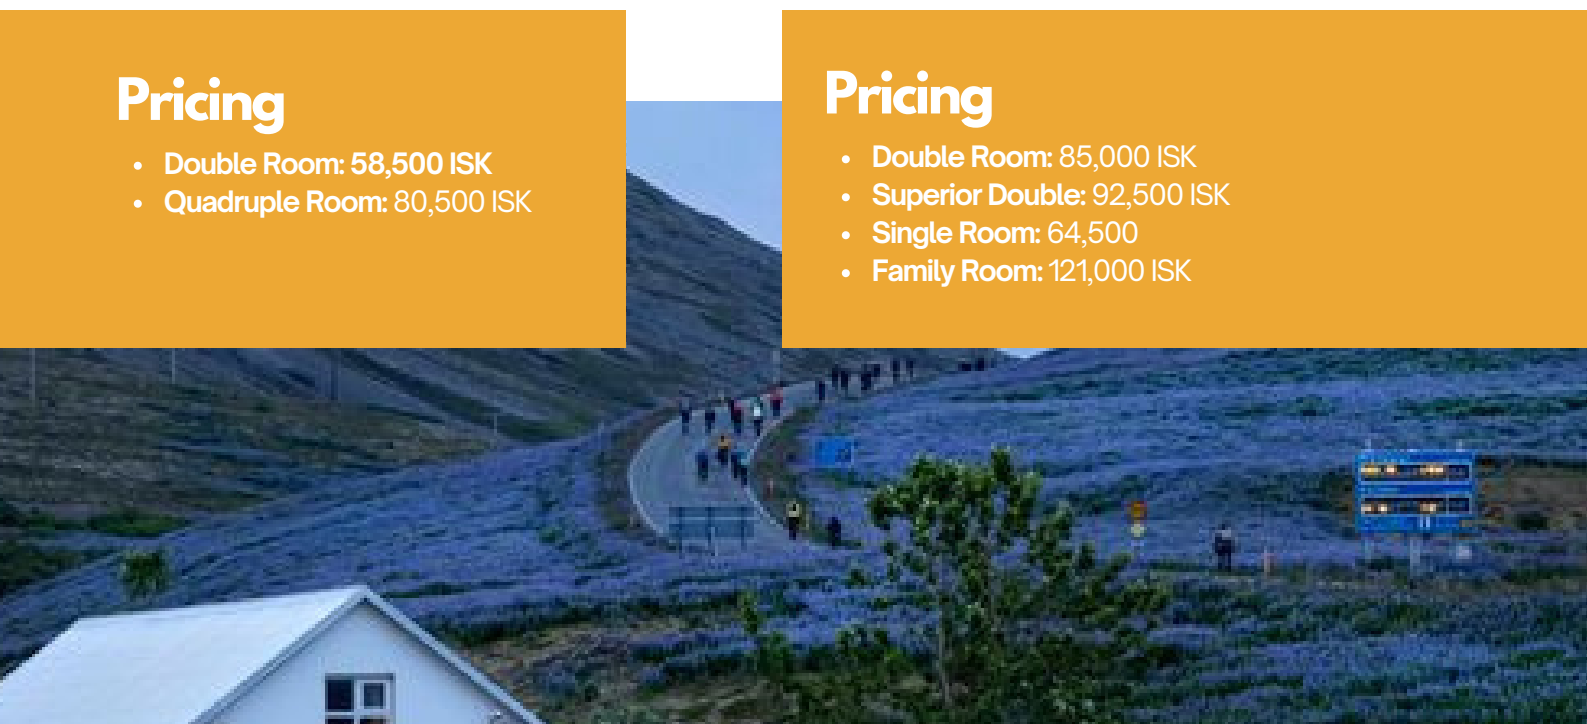 Pricing
• Double Room: 58,500 ISK
• Quadruple Room: 80,500 ISK
Pricing
• Double Room: 85,000 ISK
• Superior Double: 92,500 ISK
• Single Room: 64,500
• Family Room: 121,000 ISK